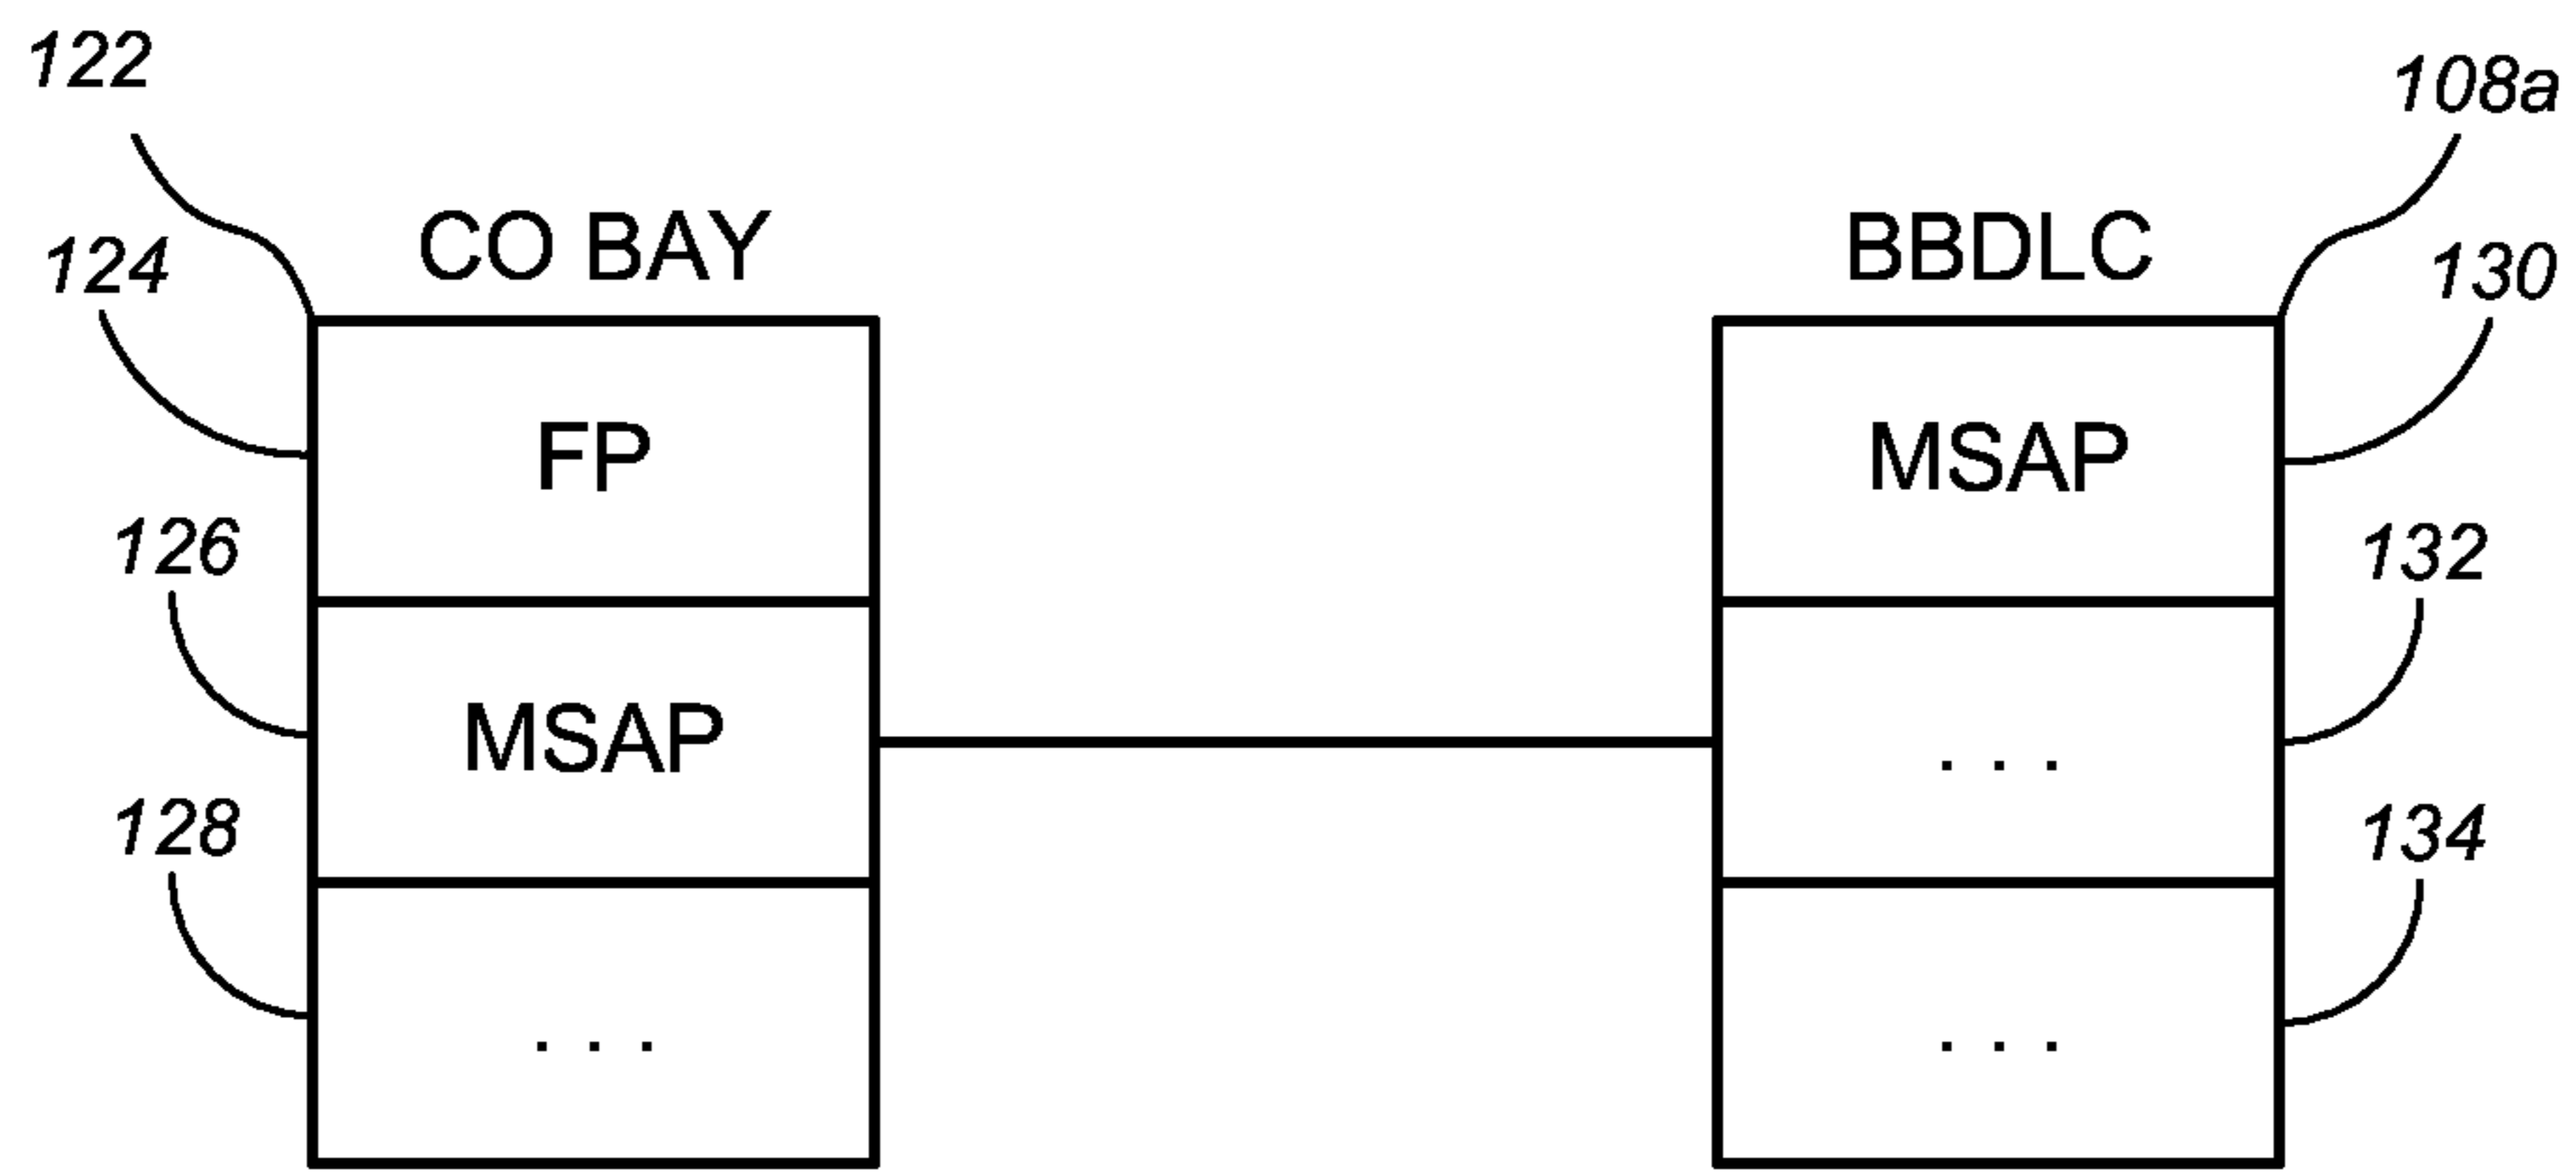 122
108a
CO BAY
BBDLC
124
130
FP
MSAP
126
132
MSAP
. . .
128
134
. . .
. . .